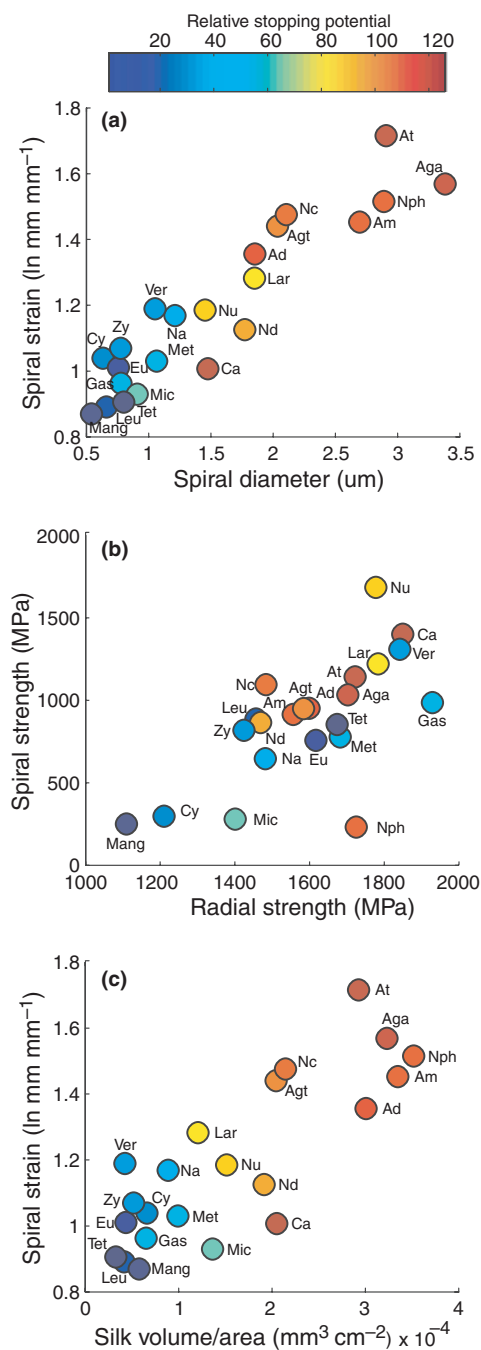 Relative stopping potential
20 40 60 80 100 120
(a)
1.8
1.6
1.4
1.2
1
0.8
Spiral strain (ln mm mm⁻¹)
At
Aga
Nph
Am
Nc
Agt
Ad
Lar
Ver
Nu
Na
Nd
Cy
Zy
Met
Eu
Ca
Gas
Mic
Tet
Leu
Mang
0.5 1 1.5 2 2.5 3 3.5
Spiral diameter (um)
(b)
2000
1500
1000
500
0
Spiral strength (MPa)
Nu
Ca
Ver
Lar
At
Nc
Agt
Ad
Aga
Leu
Am
Tet
Gas
Zy
Nd
Eu
Met
Na
Cy
Mic
Mang
Nph
1000 1200 1400 1600 1800 2000
Radial strength (MPa)
(c)
1.8
1.6
1.4
1.2
1
0.8
Spiral strain (ln mm mm⁻¹)
At
Aga
Nph
Nc
Am
Agt
Ad
Lar
Ver
Na
Nu
Nd
Zy
Cy
Met
Eu
Ca
Gas
Tet
Mic
Leu
Mang
0 1 2 3 4
Silk volume/area (mm³ cm⁻²) x 10⁻⁴